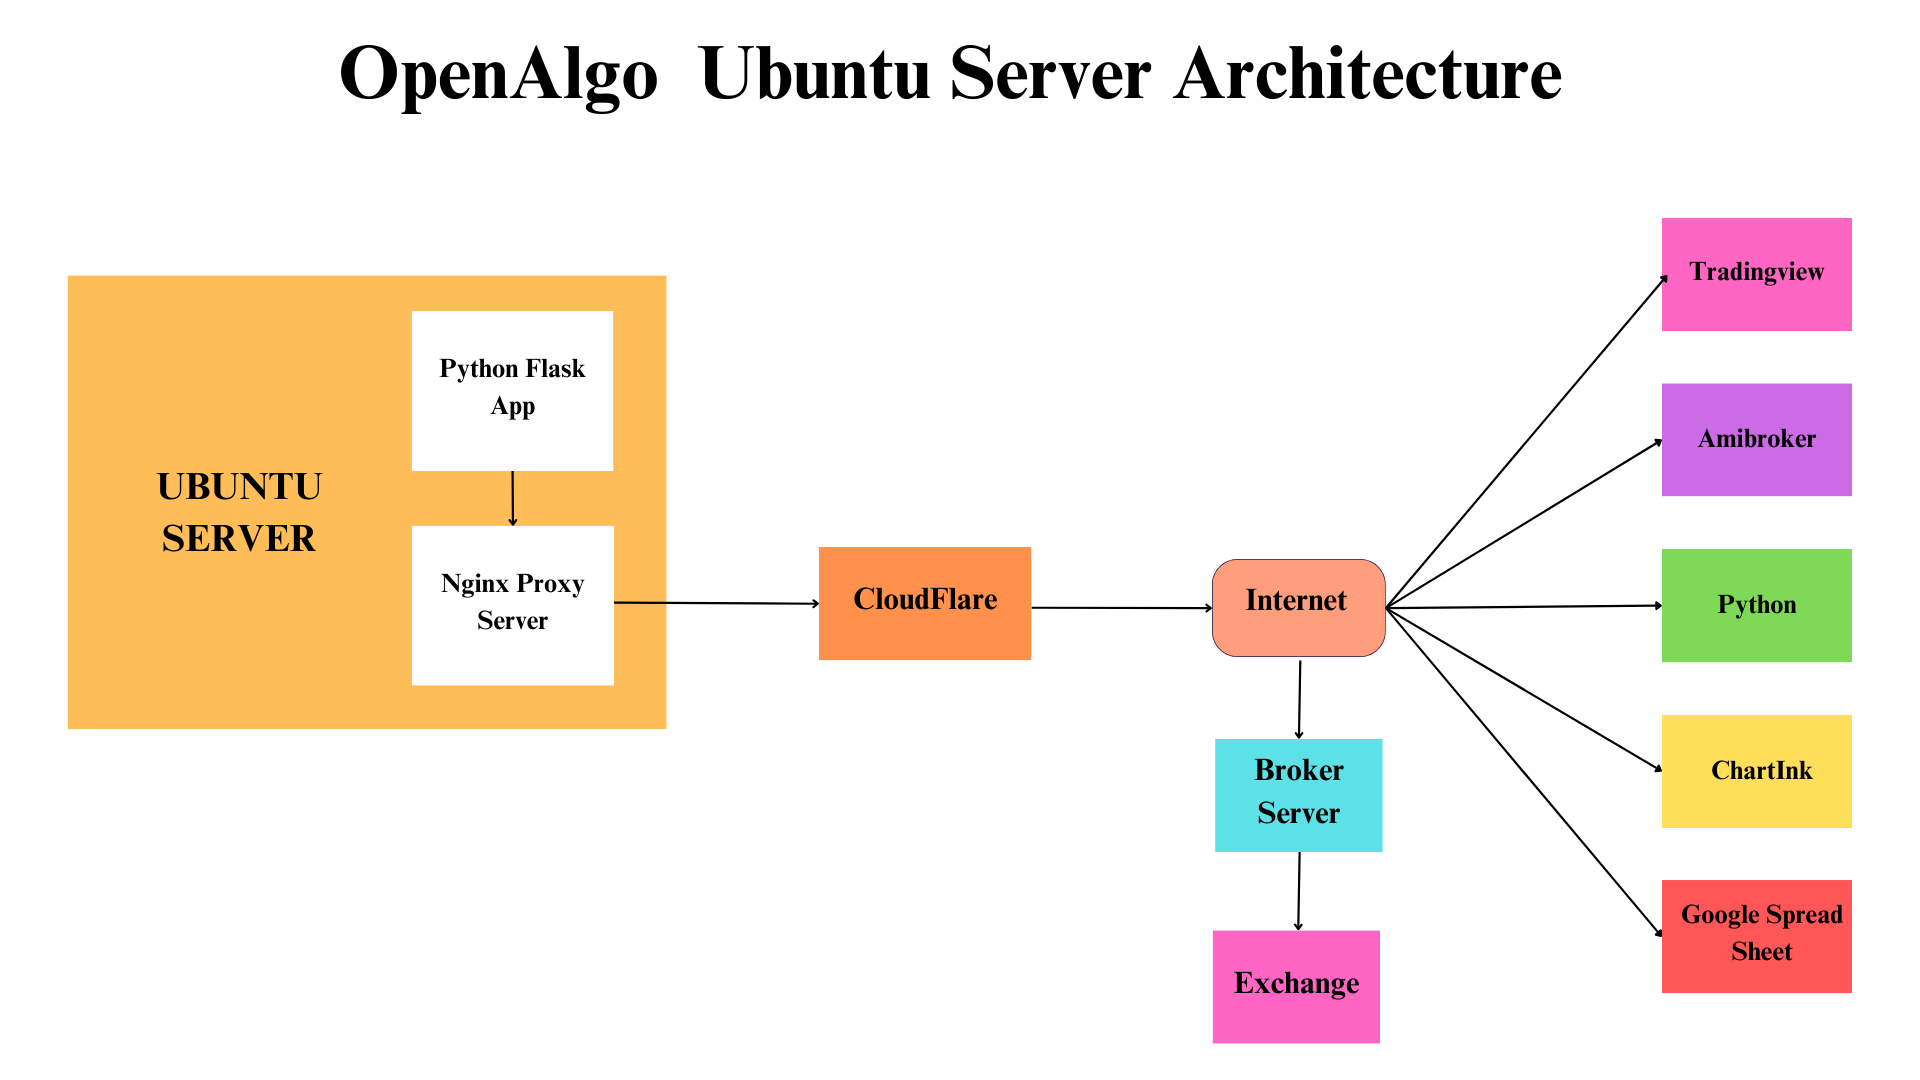 OpenAlgo Ubuntu Server Architecture
UBUNTU
SERVER
Python Flask
App
Nginx Proxy
Server
CloudFlare
Internet
Broker
Server
Exchange
Tradingview
Amibroker
Python
ChartInk
Google Spread
Sheet